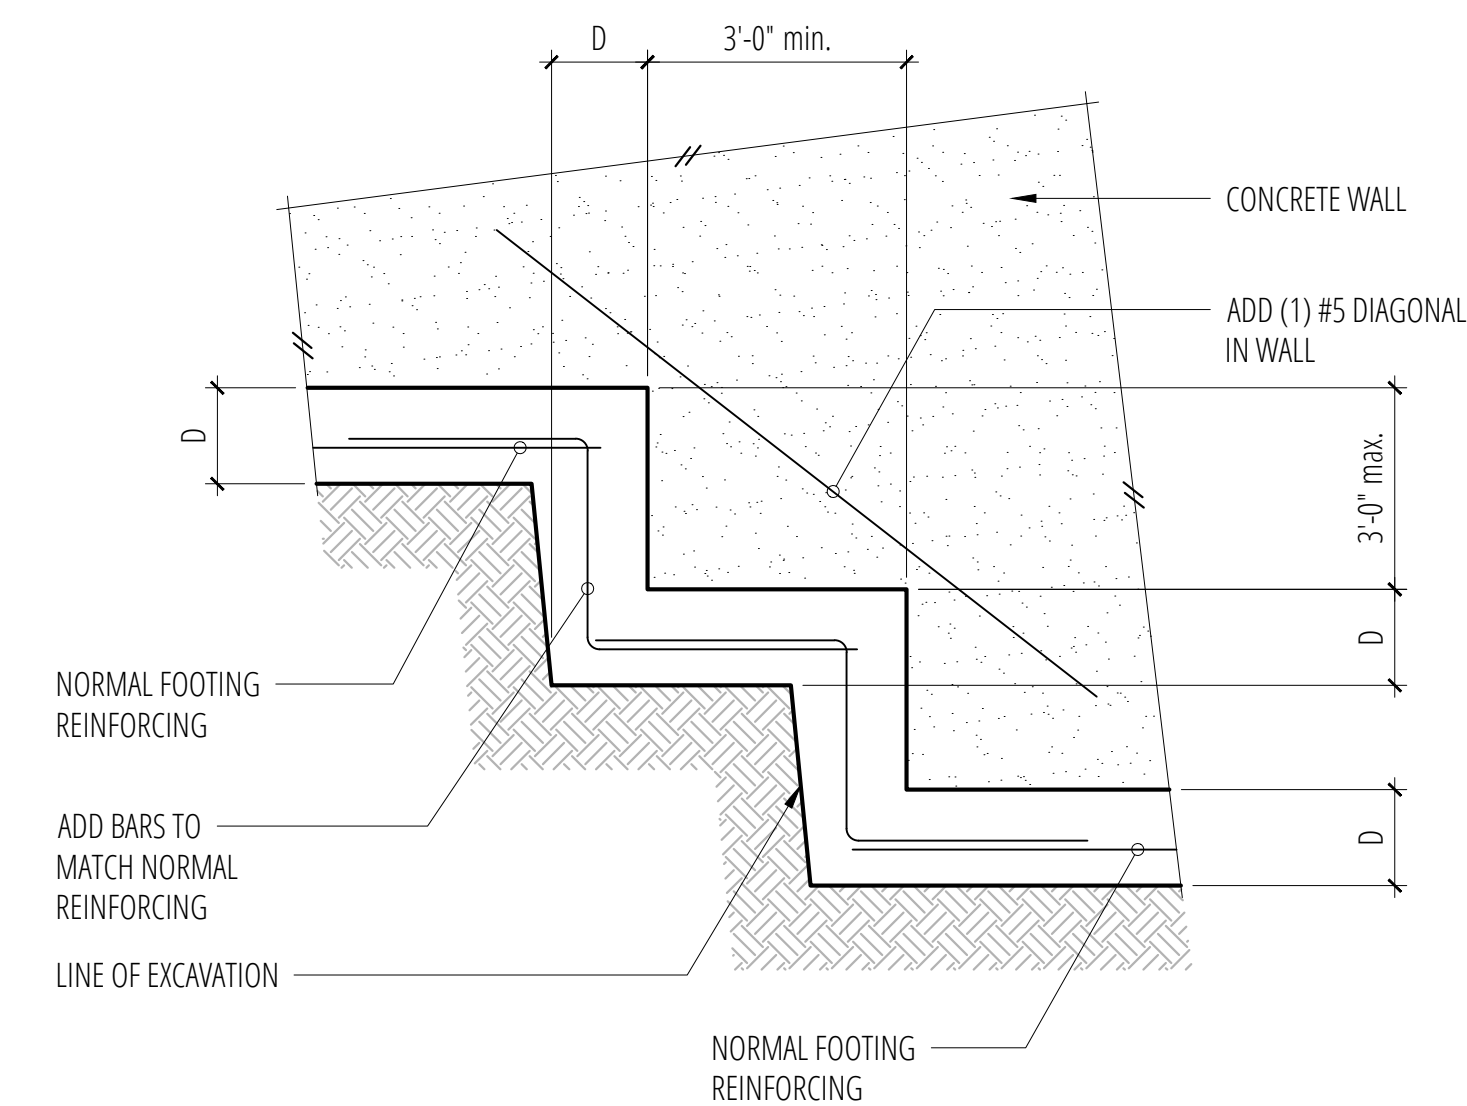 D
3'-0" min.
CONCRETE WALL
ADD (1) #5 DIAGONAL
IN WALL
D
3'-0" max.
D
NORMAL FOOTING
REINFORCING
ADD BARS TO
MATCH NORMAL
REINFORCING
D
LINE OF EXCAVATION
NORMAL FOOTING
REINFORCING